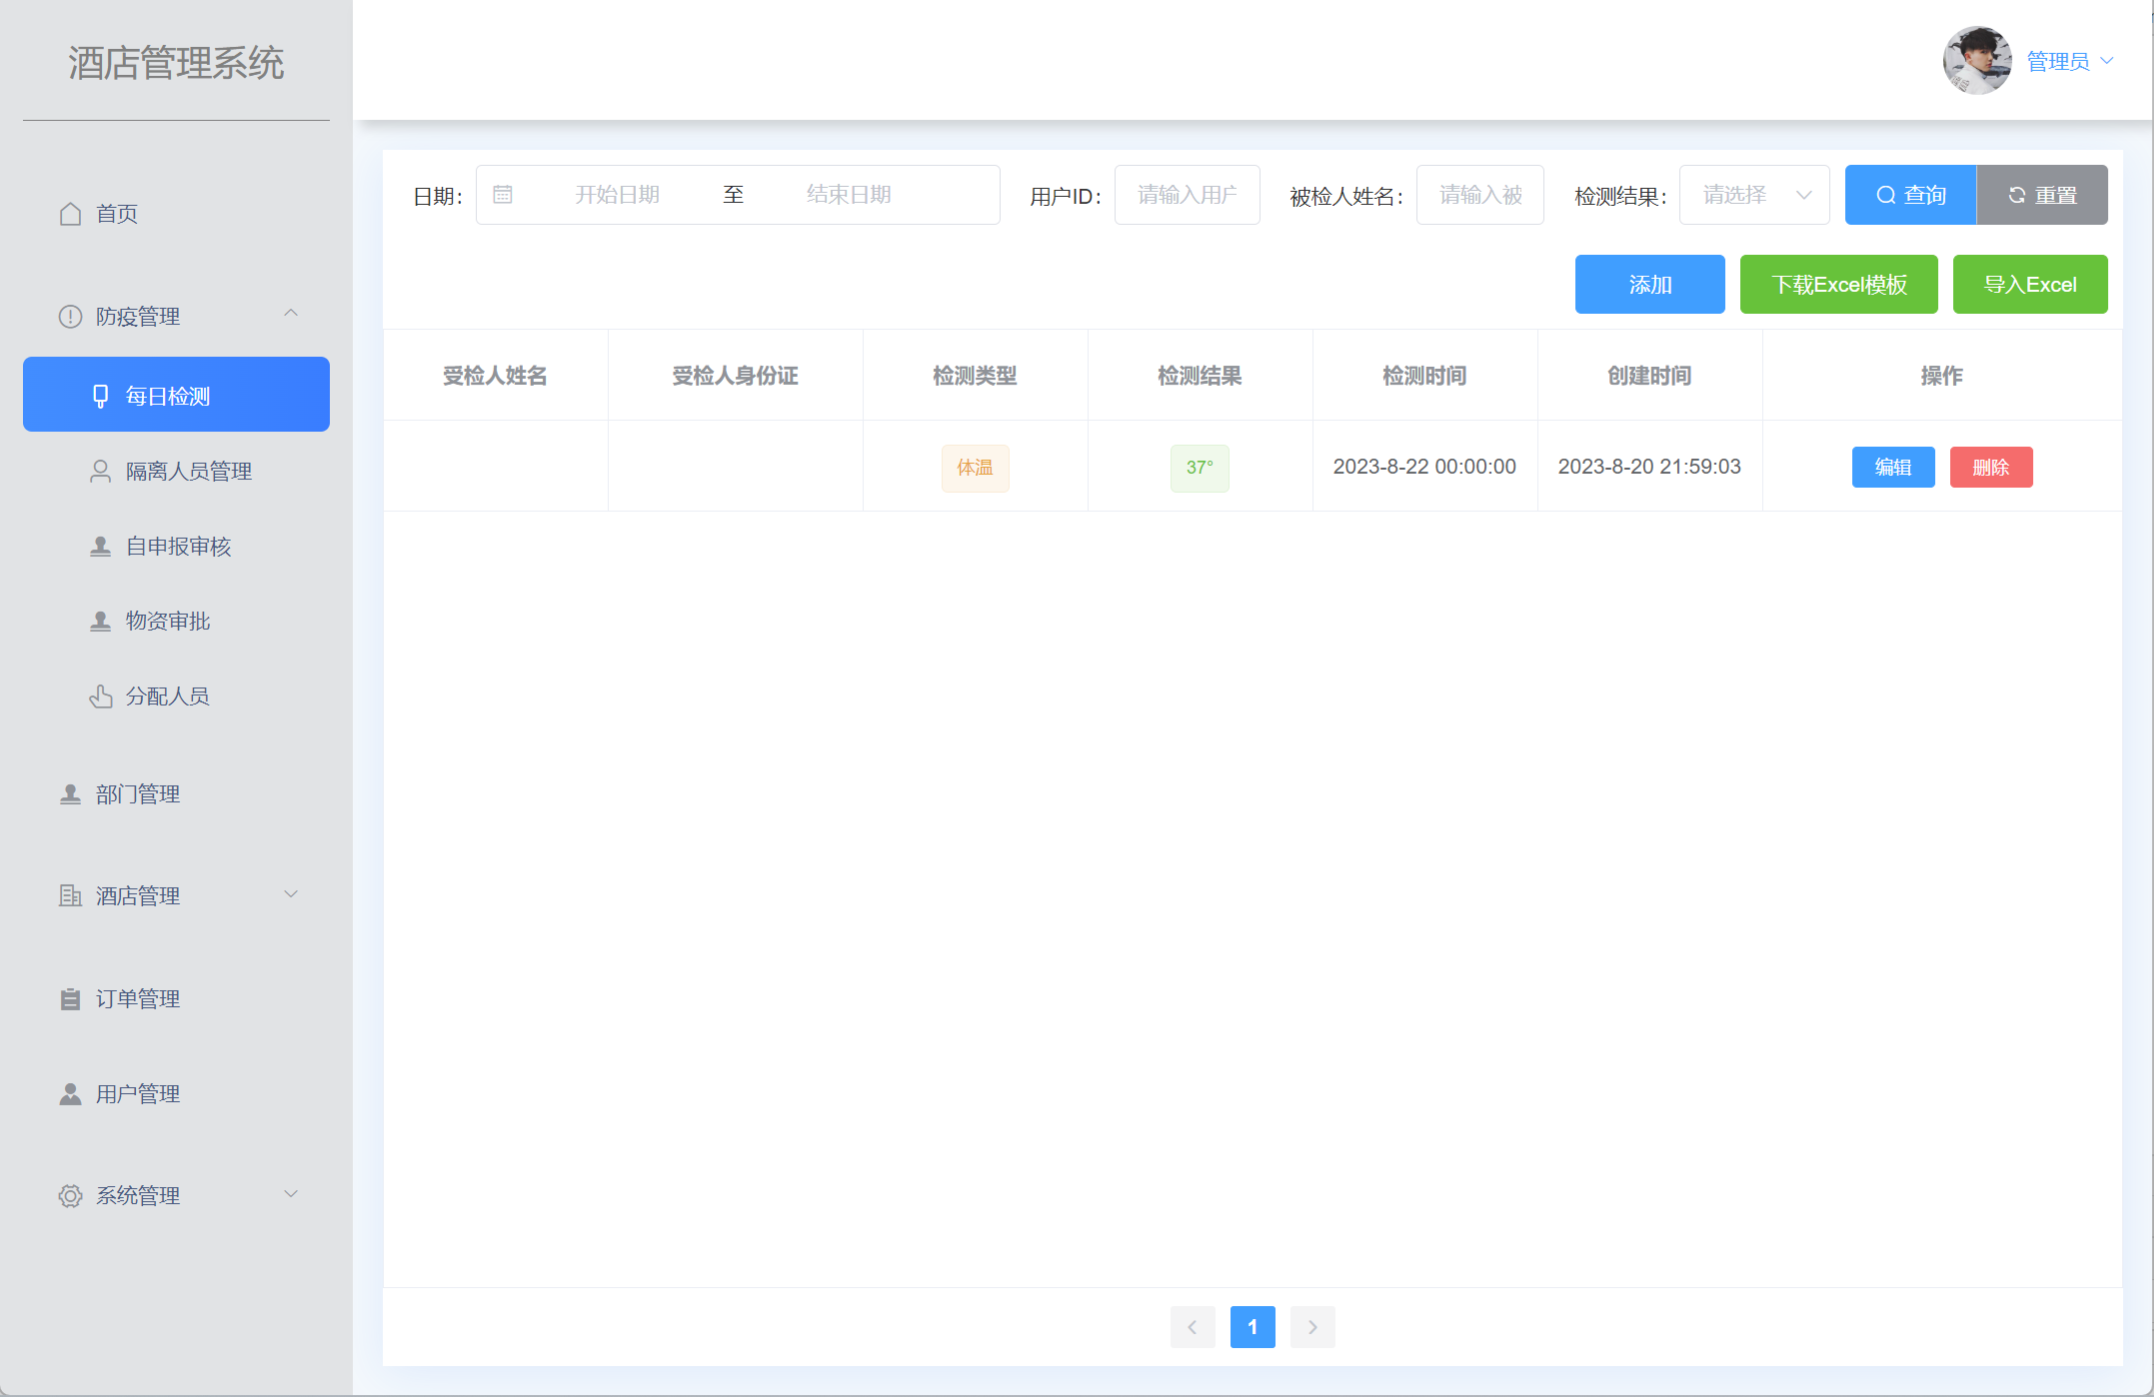 酒店管理系统
管理员
首页
防疫管理
每日检测
隔离人员管理
自申报审核
物资审批
分配人员
部门管理
酒店管理
订单管理
用户管理
系统管理
日期： 开始日期 至 结束日期 用户ID： 请输入用户 被检人姓名： 请输入被 检测结果： 请选择 查询 重置
添加 下载Excel模板 导入Excel
受检人姓名 受检人身份证 检测类型 检测结果 检测时间 创建时间 操作
体温 37° 2023-8-22 00:00:00 2023-8-20 21:59:03 编辑 删除
1